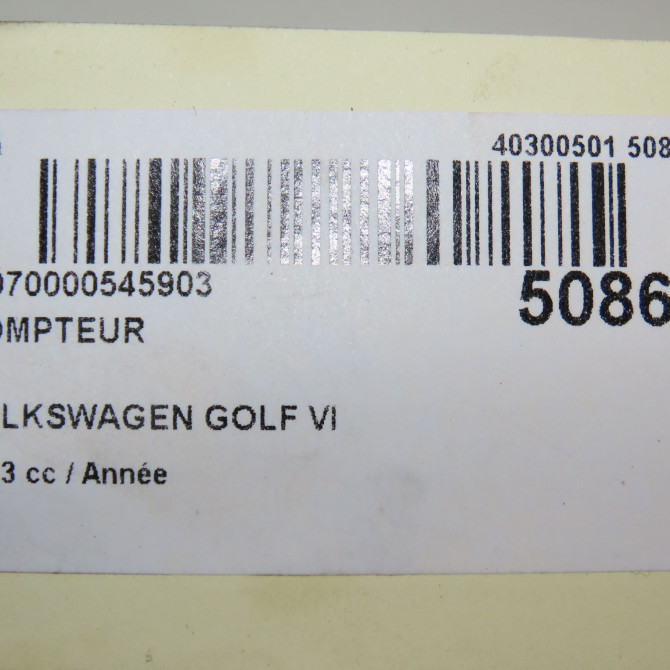 40300501 508
070000545903
5086
OMPTEUR
LKSWAGEN GOLF VI
3 cc / Année